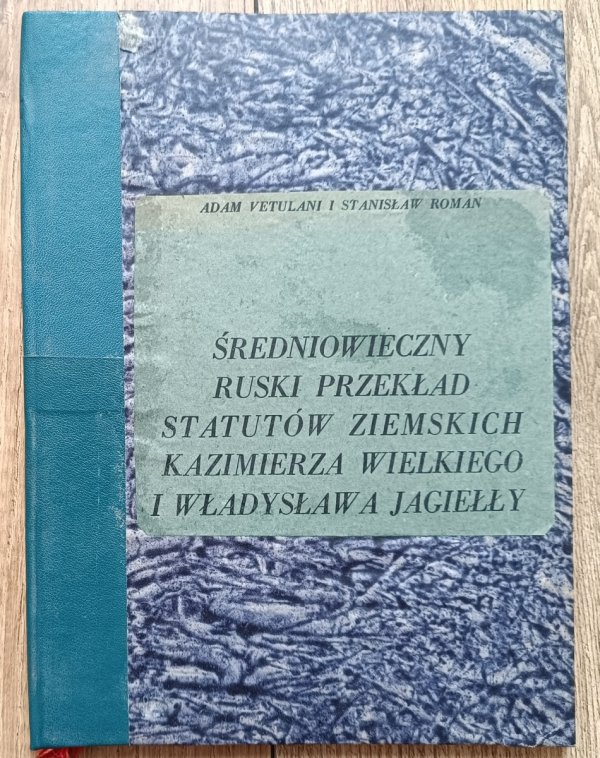 ADAM VETULANI I STANISŁAW ROMAN
ŚREDNIOWIECZNY
RUSKI PRZEKŁAD
STATUTÓW ZIEMSKICH
KAZIMIERZA WIELKIEGO
I WŁADYSŁAWA JAGIEŁŁY